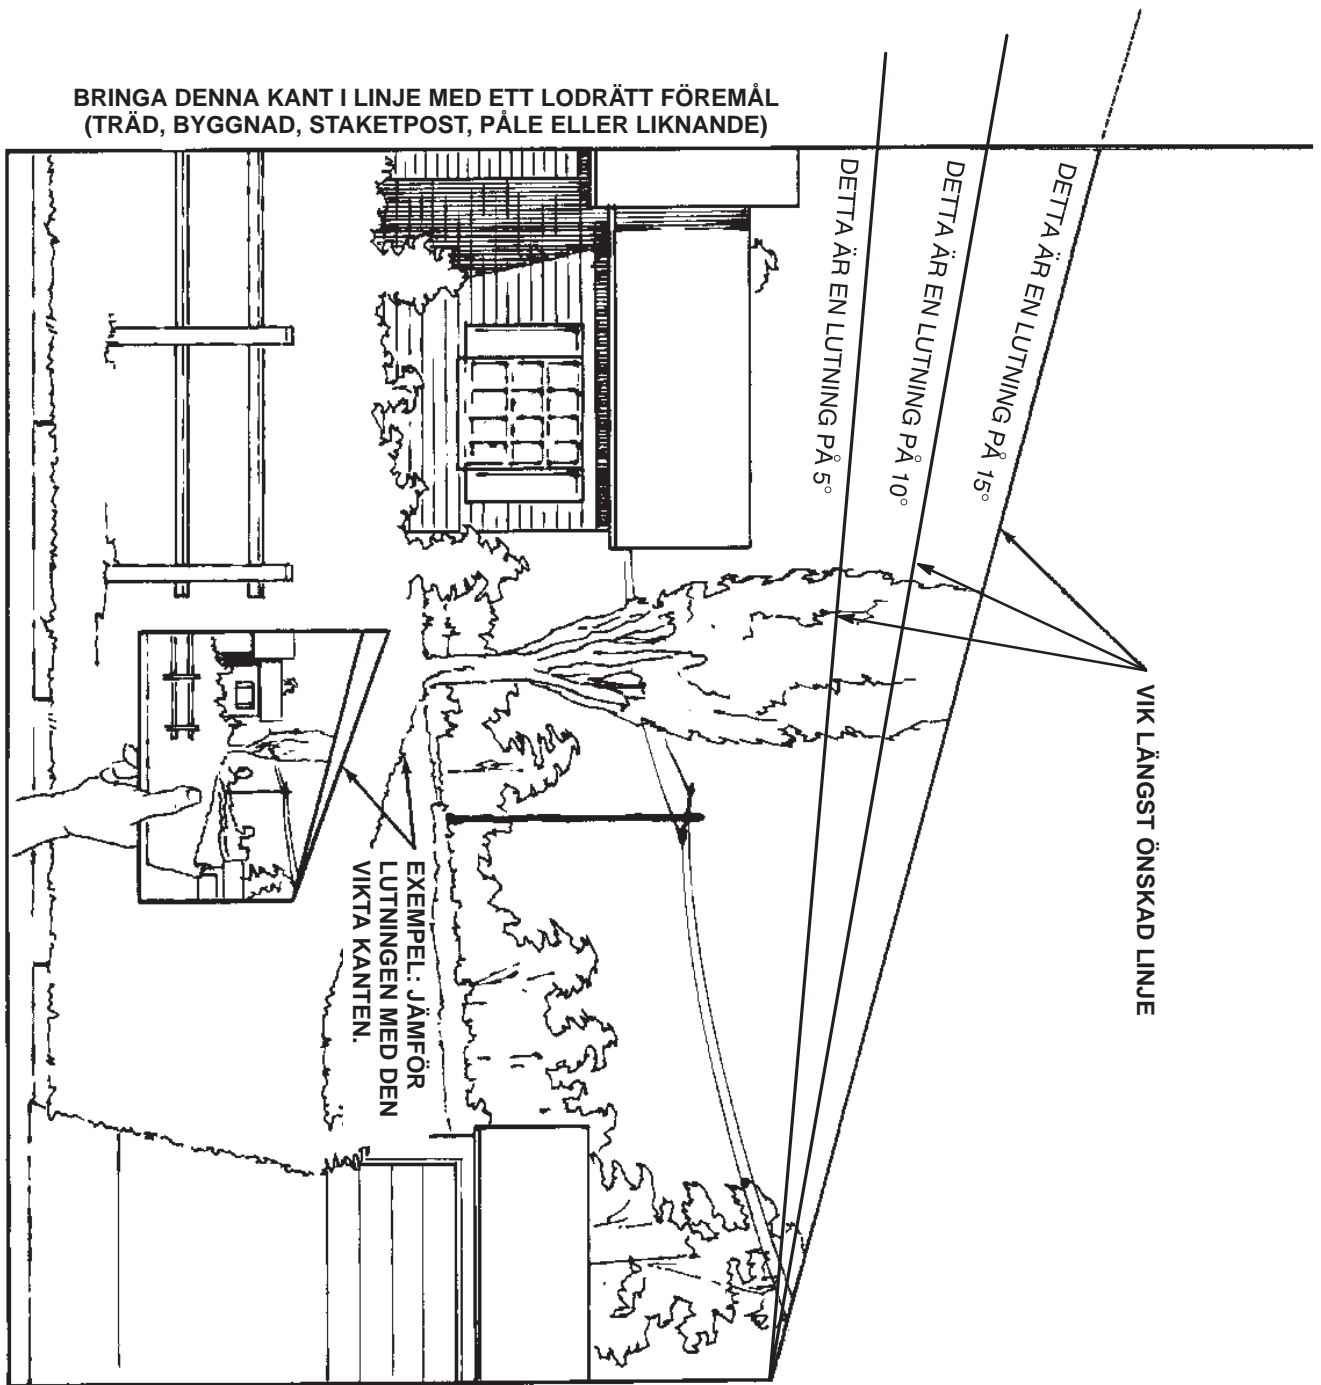 BRINGA DENNA KANT I LINJE MED ETT LODRÄTT FÖREMÅL
(TRÄD, BYGGNAD, STAKETPOST, PÅLE ELLER LIKNANDE)
DETTA ÄR EN LUTNING PÅ 5°
DETTA ÄR EN LUTNING PÅ 10°
DETTA ÄR EN LUTNING PÅ 15°
VIK LÄNGST ÖNSKAD LINJE
EXEMPEL: JÄMFÖR
LUTNINGEN MED DEN
VIKTA KANTEN.